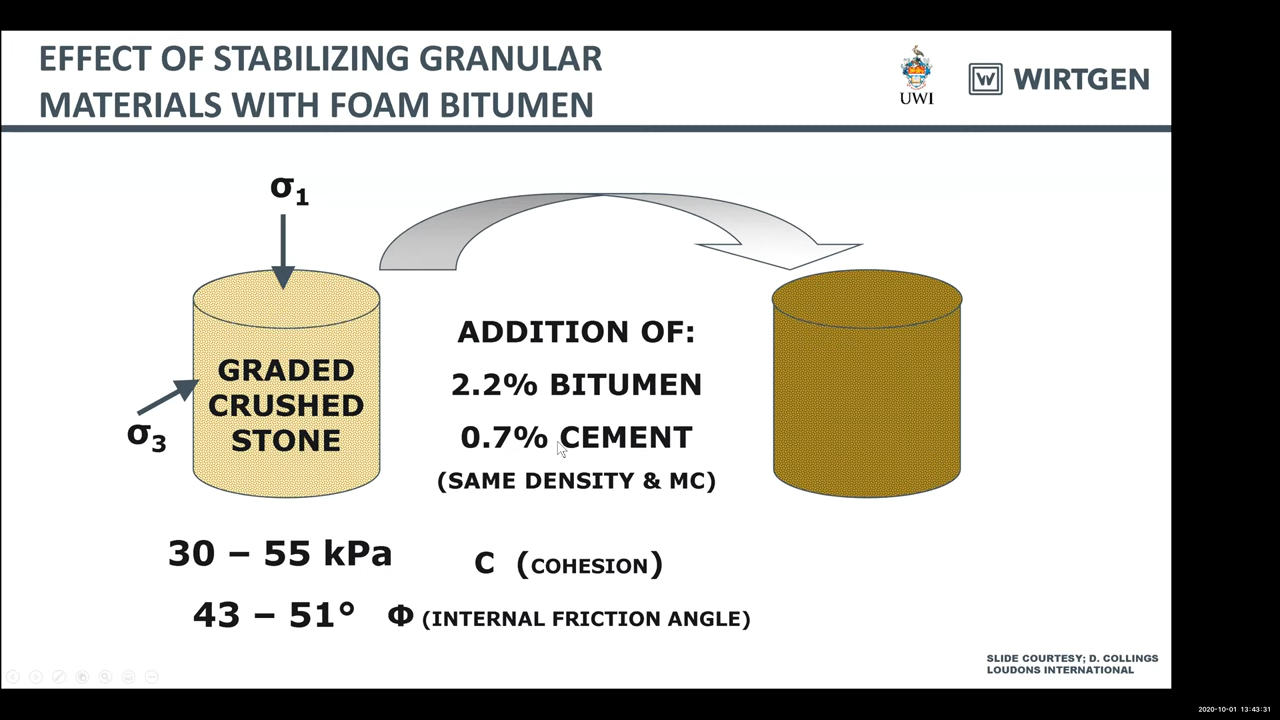 EFFECT OF STABILIZING GRANULAR
MATERIALS WITH FOAM BITUMEN
UWI
W WIRTGEN
σ1
GRADED
CRUSHED
STONE
σ3
ADDITION OF:
2.2% BITUMEN
0.7% CEMENT
(SAME DENSITY & MC)
30 – 55 kPa C (COHESION)
43 – 51° Φ (INTERNAL FRICTION ANGLE)
SLIDE COURTESY; D. COLLINGS
LOUDONS INTERNATIONAL
2020-10-01 13:43:31